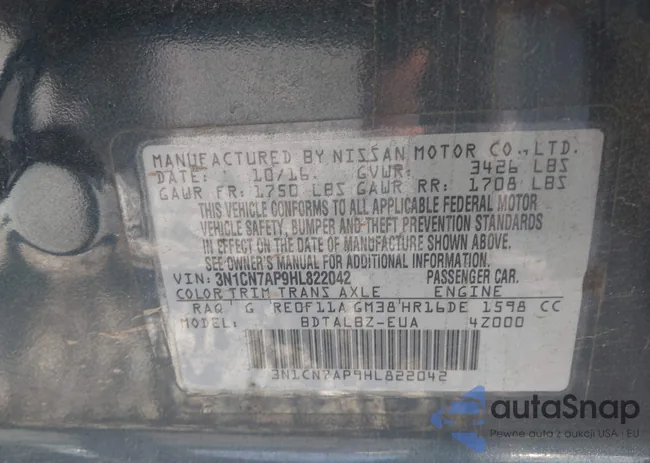 MANUFACTURED BY NISSAN MOTOR CO.,LTD.
DATE: 10/16. GVWR: 3426 LBS
GAWR FR: 1750 LBS GAWR RR: 1708 LBS
THIS VEHICLE CONFORMS TO ALL APPLICABLE FEDERAL MOTOR
VEHICLE SAFETY, BUMPER AND THEFT PREVENTION STANDARDS
IN EFFECT ON THE DATE OF MANUFACTURE SHOWN ABOVE.
SEE OWNER'S MANUAL FOR ADDITIONAL INFORMATION.
VIN: 3N1CN7AP9HL822042 PASSENGER CAR.
COLOR TRIM TRANS AXLE ENGINE
RAQ G RE0F11A GM38 HR16DE 1598 CC
MODEL: BDTALBZ-EUA 4Z000
3N1CN7AP9HL822042
autaSnap
Pewne auta z aukcji USA i EU